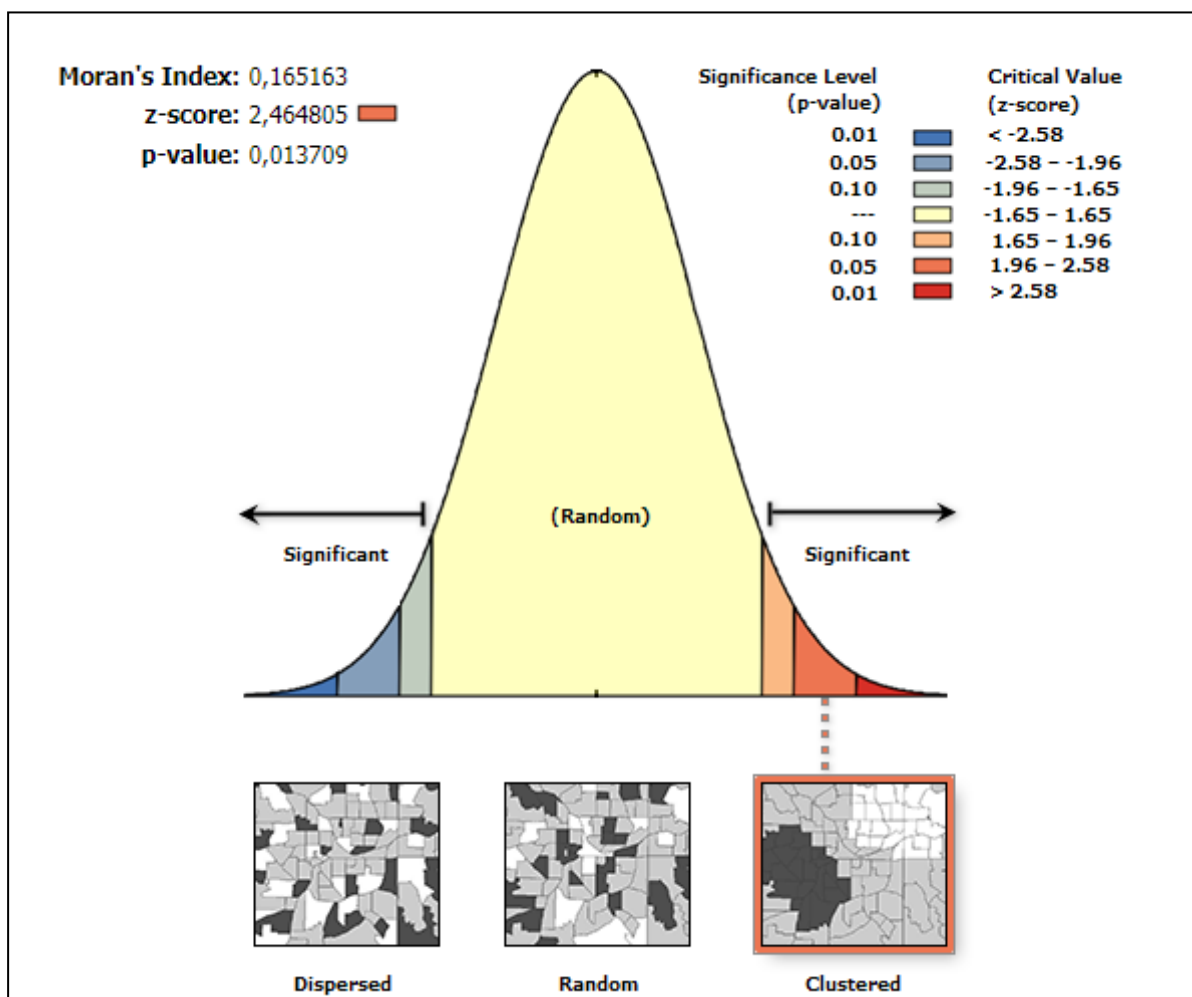 Moran's Index: 0,165163
z-score: 2,464805
p-value: 0,013709
Significance Level Critical Value
(p-value) (z-score)
0.01 < -2.58
0.05 -2.58 – -1.96
0.10 -1.96 – -1.65
--- -1.65 – 1.65
0.10 1.65 – 1.96
0.05 1.96 – 2.58
0.01 > 2.58
(Random)
Significant Significant
Dispersed Random Clustered